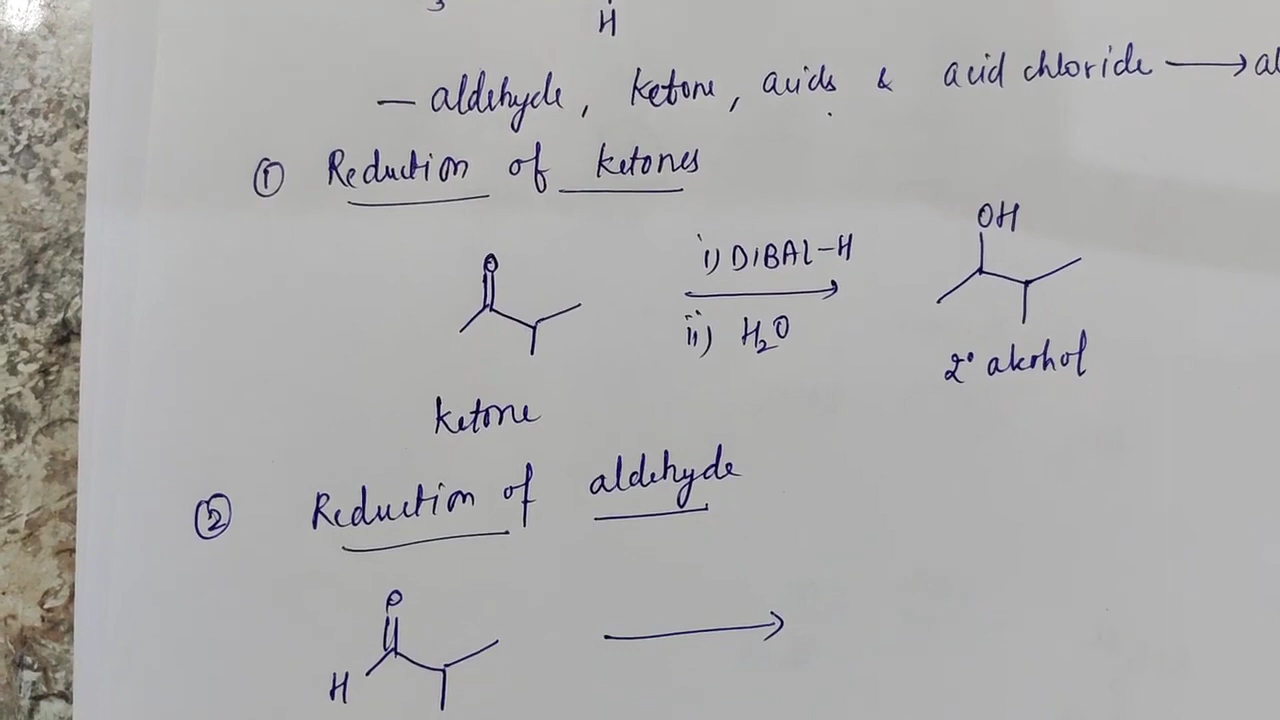 H
— aldehyde, ketone, acids & acid chloride ⟶ al
① Reduction of ketones
O
i) DIBAL-H
ii) H₂O
OH
ketone
2° alcohol
② Reduction of aldehyde
O
H